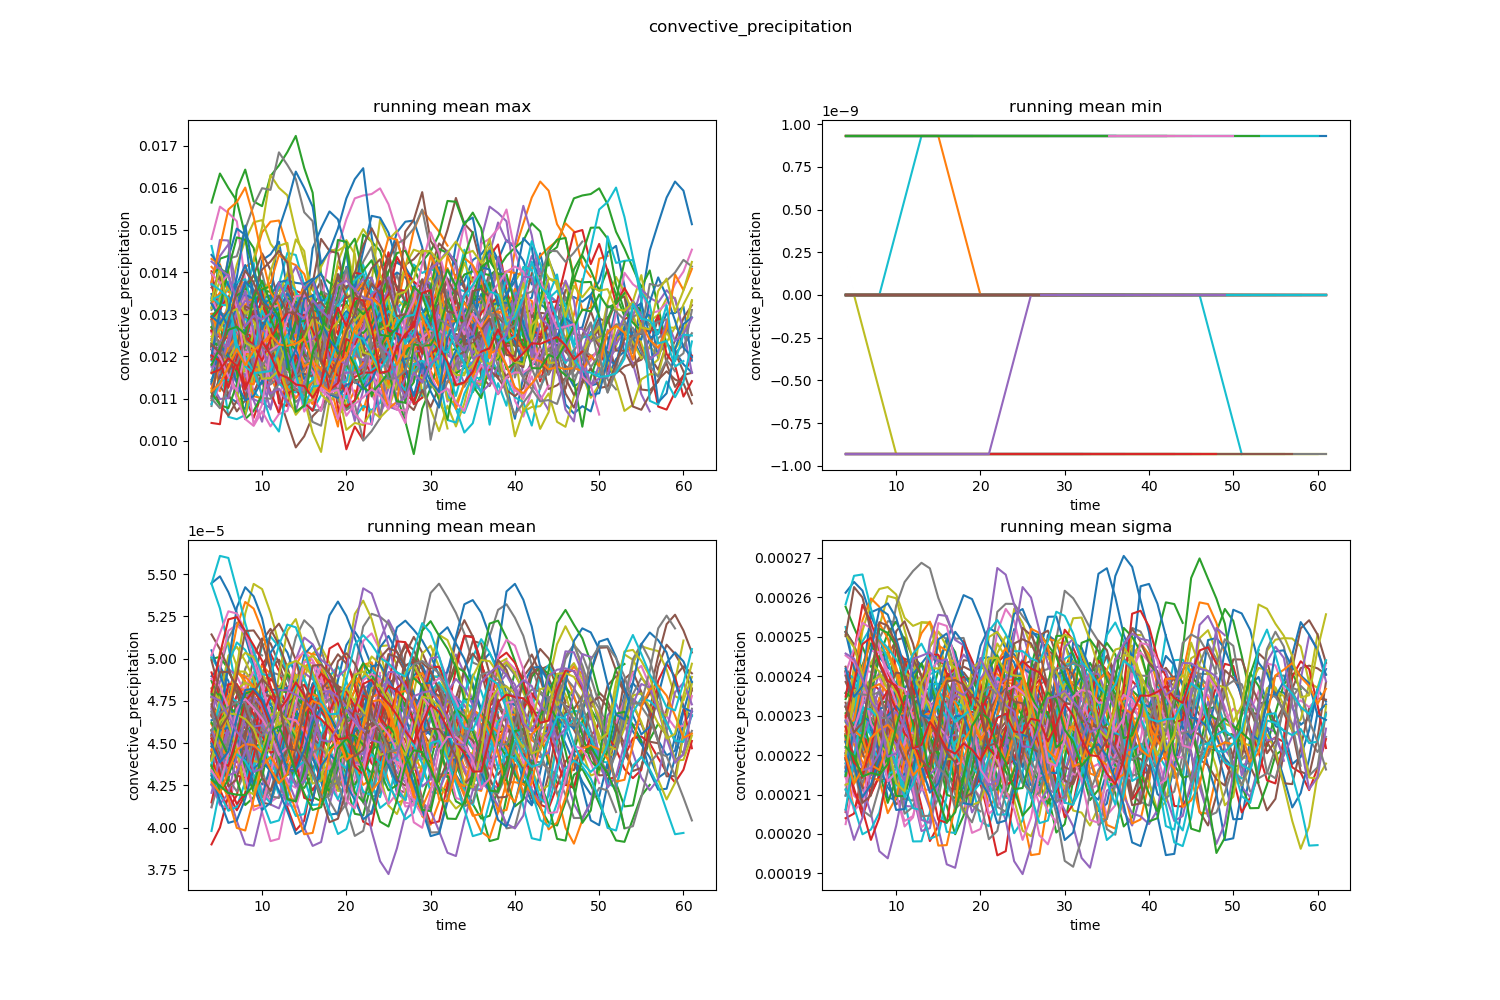 convective_precipitation
running mean max
0.017
0.016
0.015
0.014
0.013
0.012
0.011
0.010
convective_precipitation
10 20 30 40 50 60
time
running mean min
1e−9
1.00
0.75
0.50
0.25
0.00
−0.25
−0.50
−0.75
−1.00
convective_precipitation
10 20 30 40 50 60
time
running mean mean
1e−5
5.50
5.25
5.00
4.75
4.50
4.25
4.00
3.75
convective_precipitation
10 20 30 40 50 60
time
running mean sigma
0.00027
0.00026
0.00025
0.00024
0.00023
0.00022
0.00021
0.00020
0.00019
convective_precipitation
10 20 30 40 50 60
time